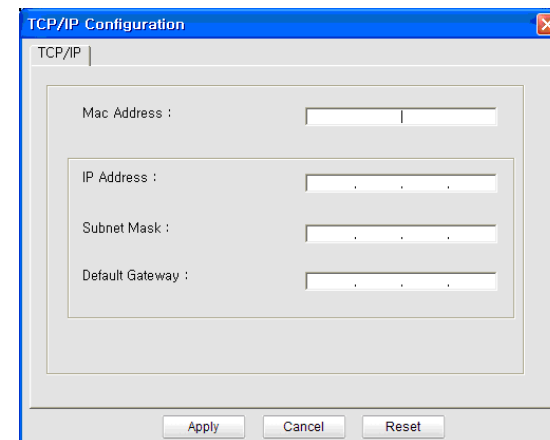 TCP/IP Configuration
TCP/IP
Mac Address :
IP Address : . . .
Subnet Mask : . . .
Default Gateway : . . .
Apply Cancel Reset